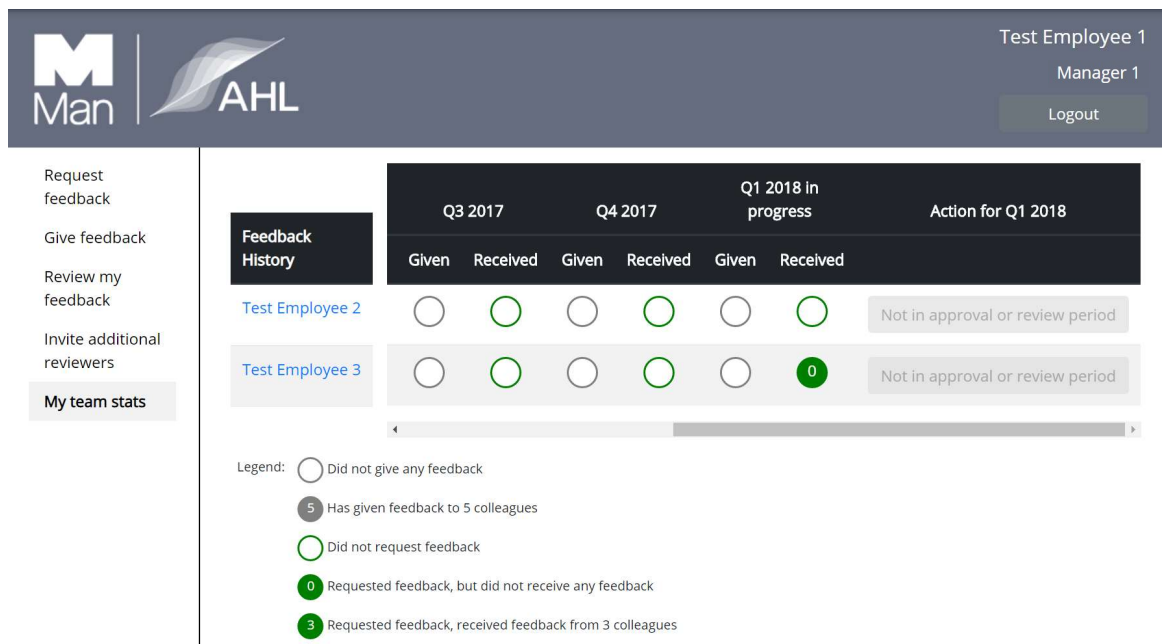 M
Man
AHL
Test Employee 1
Manager 1
Logout
Request
feedback
Give feedback
Review my
feedback
Invite additional
reviewers
My team stats
Feedback
History
Q3 2017 Q4 2017 Q1 2018 in
progress Action for Q1 2018
Given Received Given Received Given Received
Test Employee 2 Not in approval or review period
Test Employee 3 0 Not in approval or review period
Legend: Did not give any feedback
5 Has given feedback to 5 colleagues
Did not request feedback
0 Requested feedback, but did not receive any feedback
3 Requested feedback, received feedback from 3 colleagues